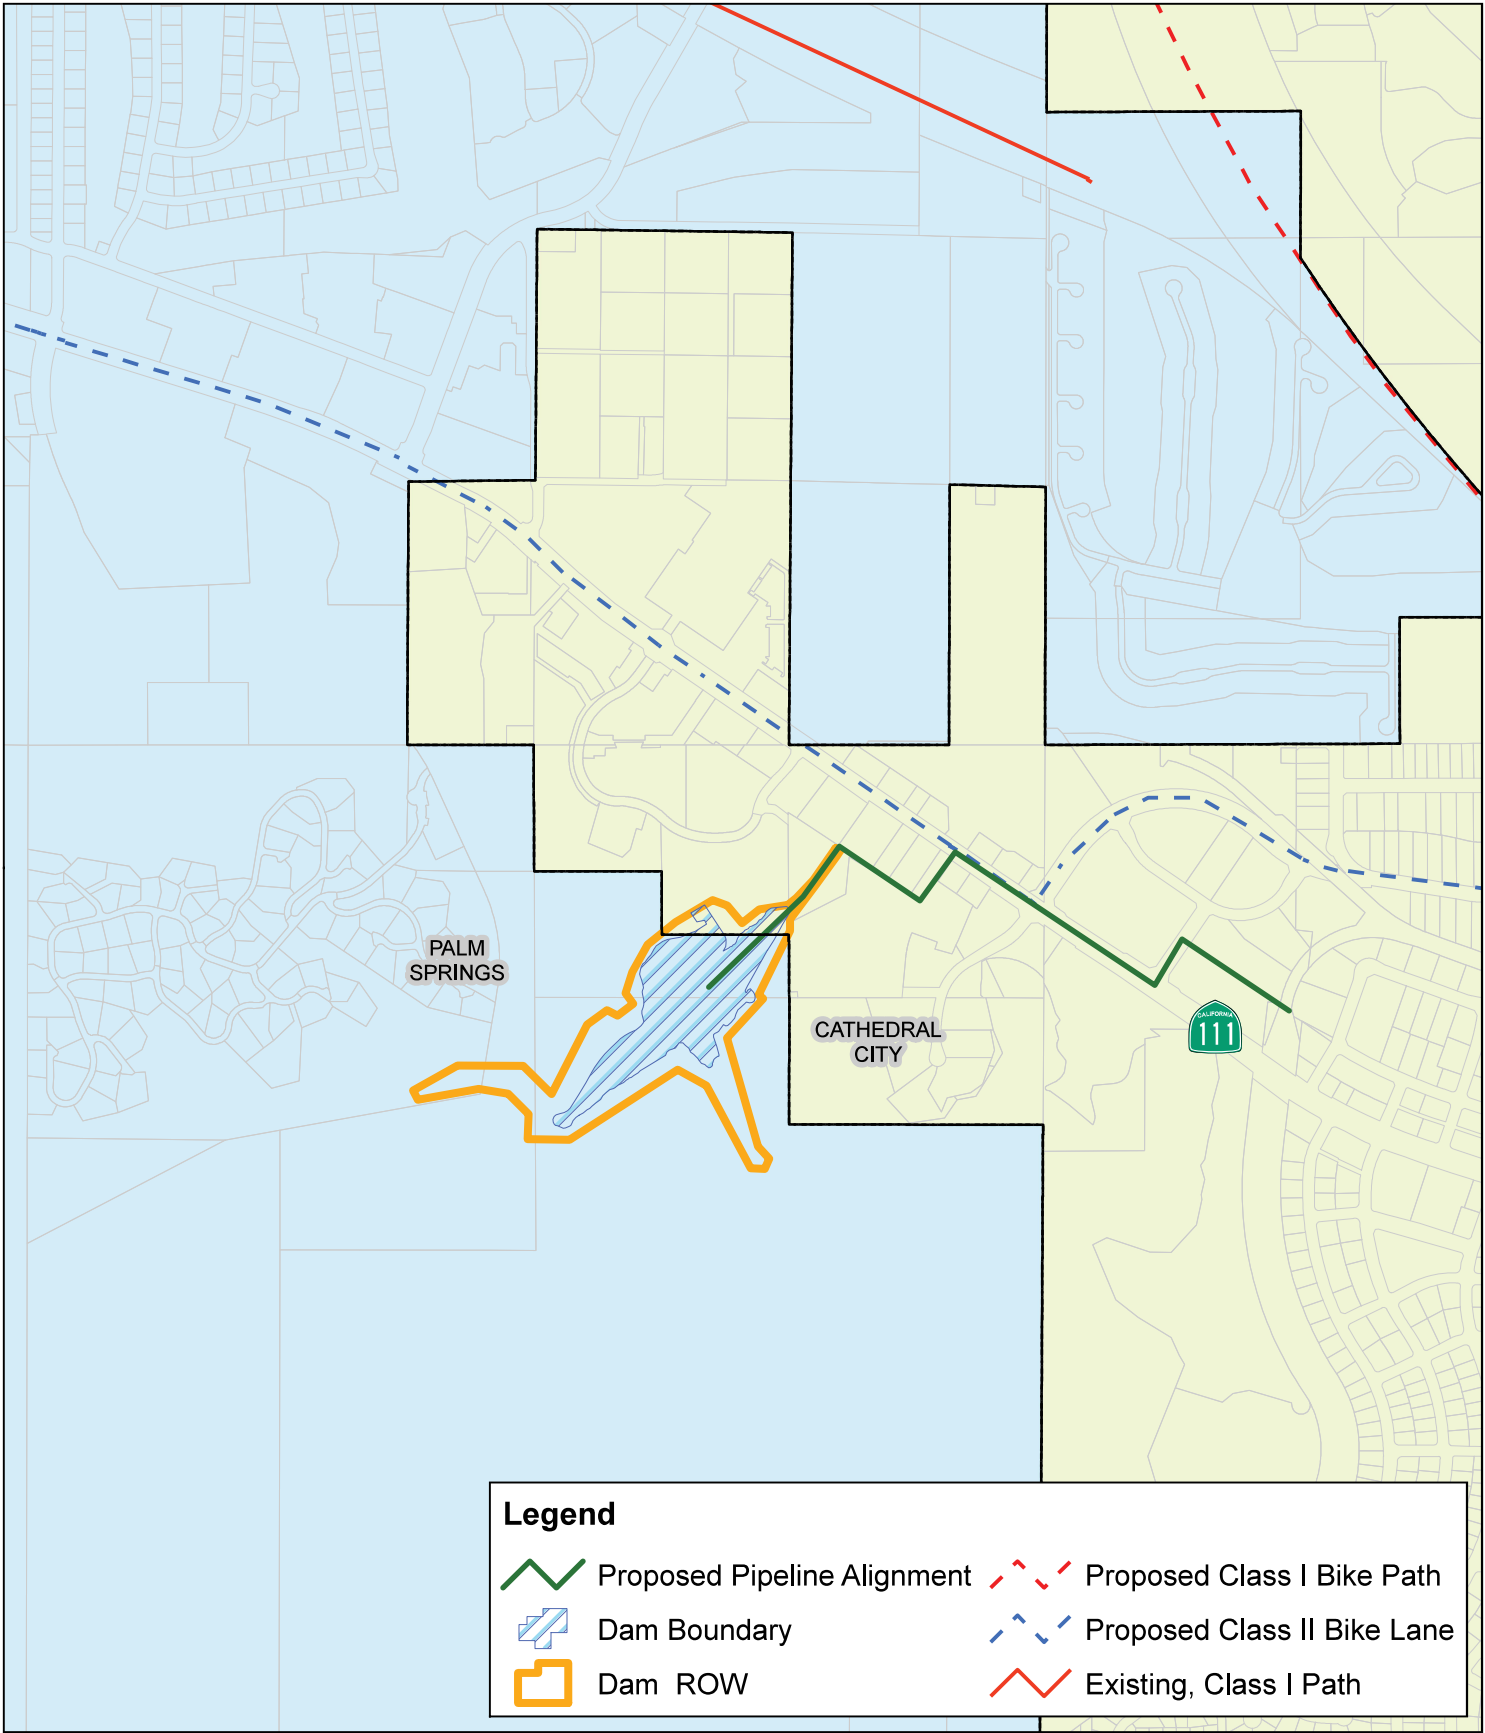 PALM
SPRINGS
CATHEDRAL
CITY
CALIFORNIA
111
Legend
Proposed Pipeline Alignment
Dam Boundary
Dam ROW
Proposed Class I Bike Path
Proposed Class II Bike Lane
Existing, Class I Path